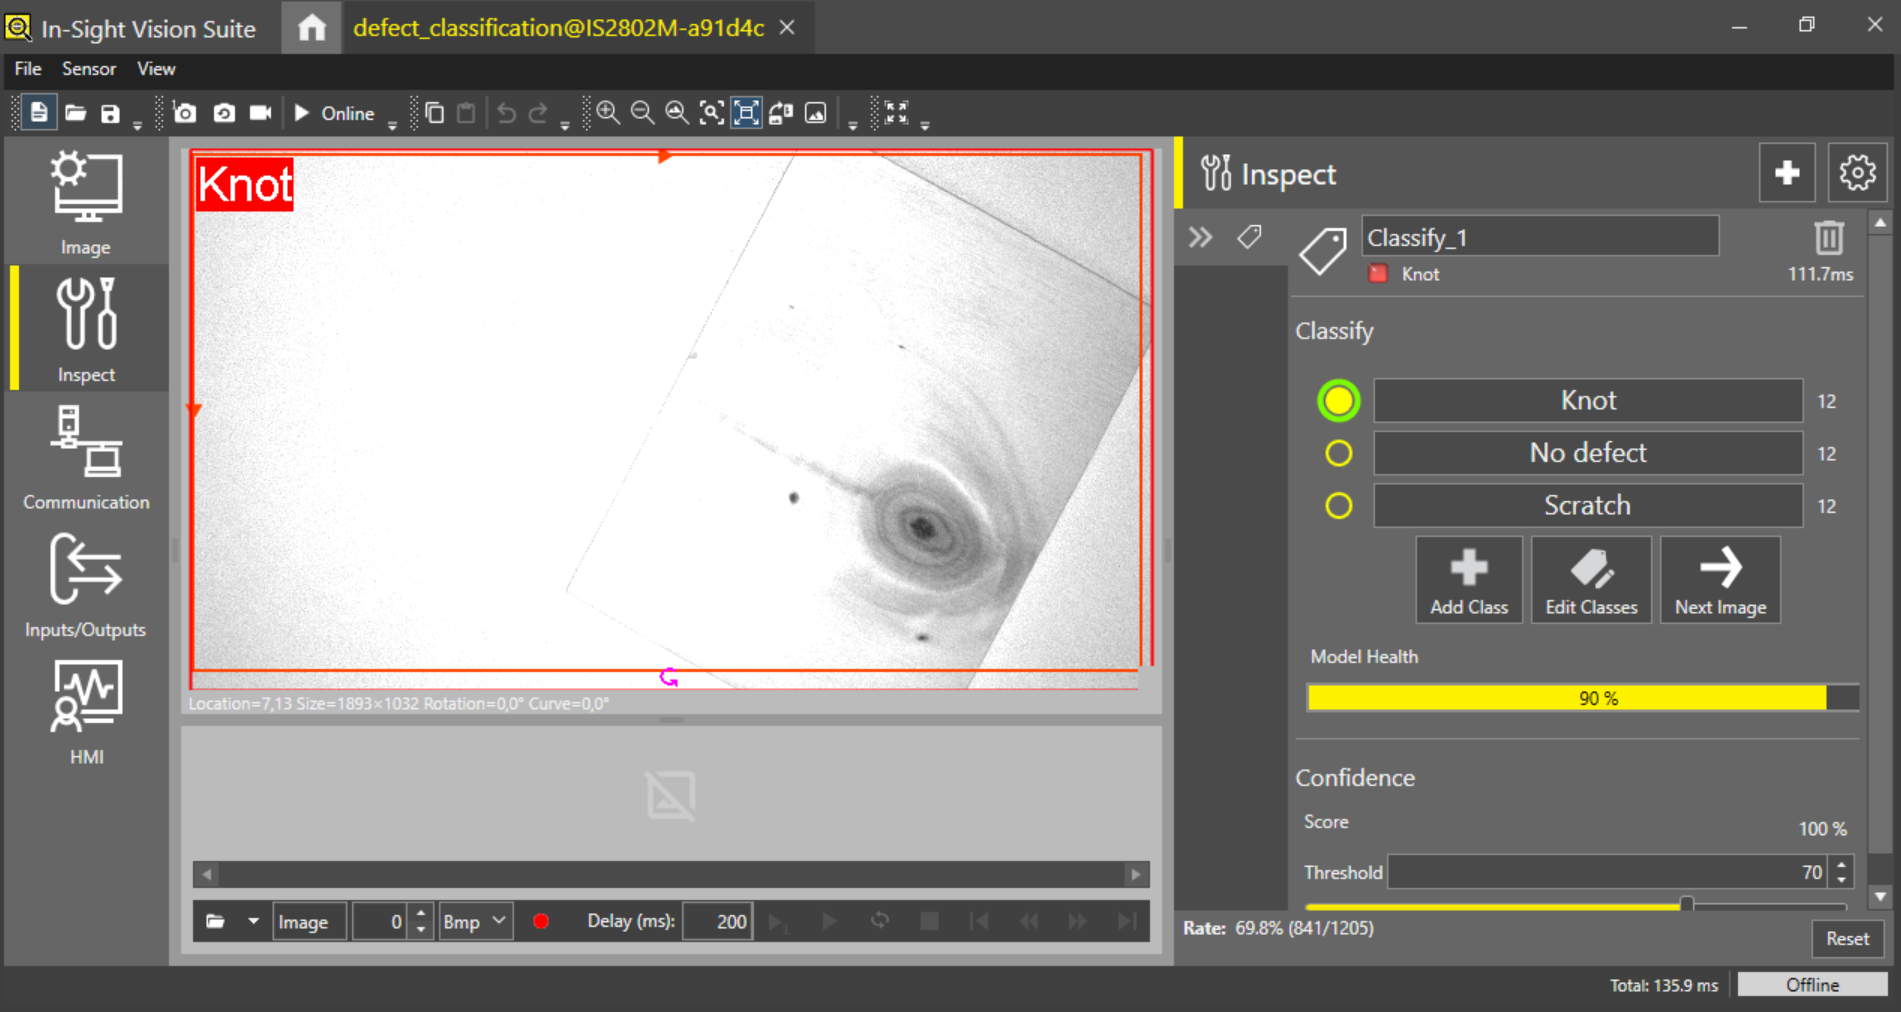 In-Sight Vision Suite
defect_classification@IS2802M-a91d4c
File Sensor View
Online
Image
Inspect
Communication
Inputs/Outputs
HMI
Knot
Location=7,13 Size=1893×1032 Rotation=0,0° Curve=0,0°
Image 0 Bmp Delay (ms): 200
Inspect
Classify_1
Knot 111.7ms
Classify
Knot 12
No defect 12
Scratch 12
Add Class Edit Classes Next Image
Model Health
90 %
Confidence
Score 100 %
Threshold 70
Rate: 69.8% (841/1205)
Reset
Total: 135.9 ms Offline